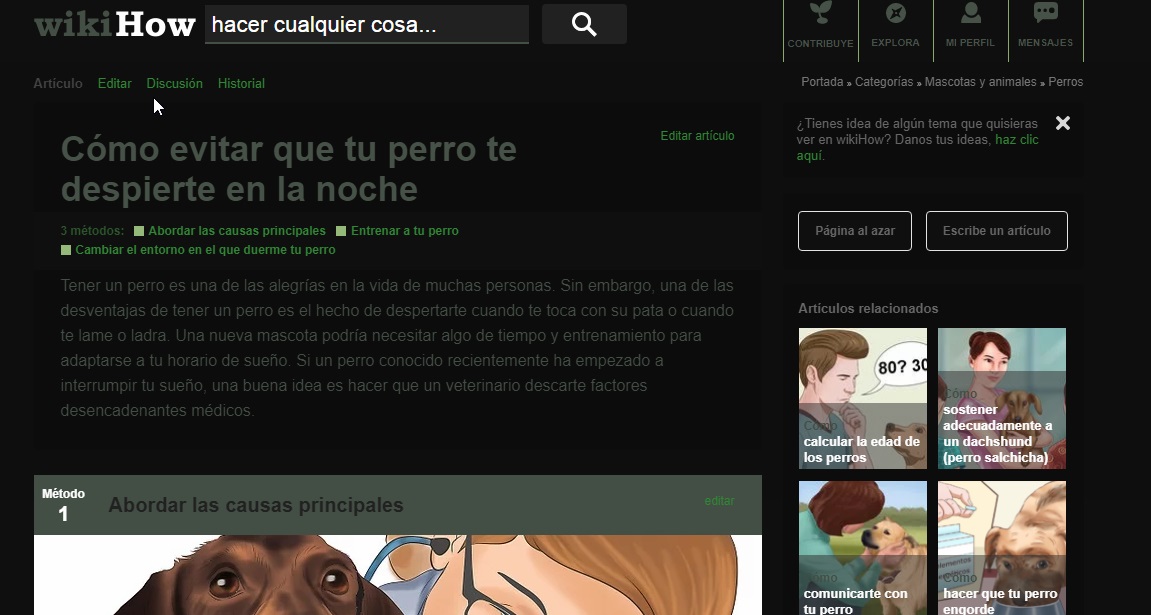 wikiHow
hacer cualquier cosa...
CONTRIBUYE
EXPLORA
MI PERFIL
MENSAJES
Artículo Editar Discusión Historial
Portada » Categorías » Mascotas y animales » Perros
Cómo evitar que tu perro te
despierte en la noche
Editar artículo
3 métodos: Abordar las causas principales Entrenar a tu perro
Cambiar el entorno en el que duerme tu perro
Tener un perro es una de las alegrías en la vida de muchas personas. Sin embargo, una de las
desventajas de tener un perro es el hecho de despertarte cuando te toca con su pata o cuando
te lame o ladra. Una nueva mascota podría necesitar algo de tiempo y entrenamiento para
adaptarse a tu horario de sueño. Si un perro conocido recientemente ha empezado a
interrumpir tu sueño, una buena idea es hacer que un veterinario descarte factores
desencadenantes médicos.
Método
1
Abordar las causas principales
editar
¿Tienes idea de algún tema que quisieras
ver en wikiHow? Danos tus ideas, haz clic
aquí.
Página al azar
Escribe un artículo
Artículos relacionados
80? 30
Cómo
calcular la edad de
los perros
Cómo
sostener
adecuadamente a
un dachshund
(perro salchicha)
Cómo
comunicarte con
tu perro
Cómo
hacer que tu perro
engorde